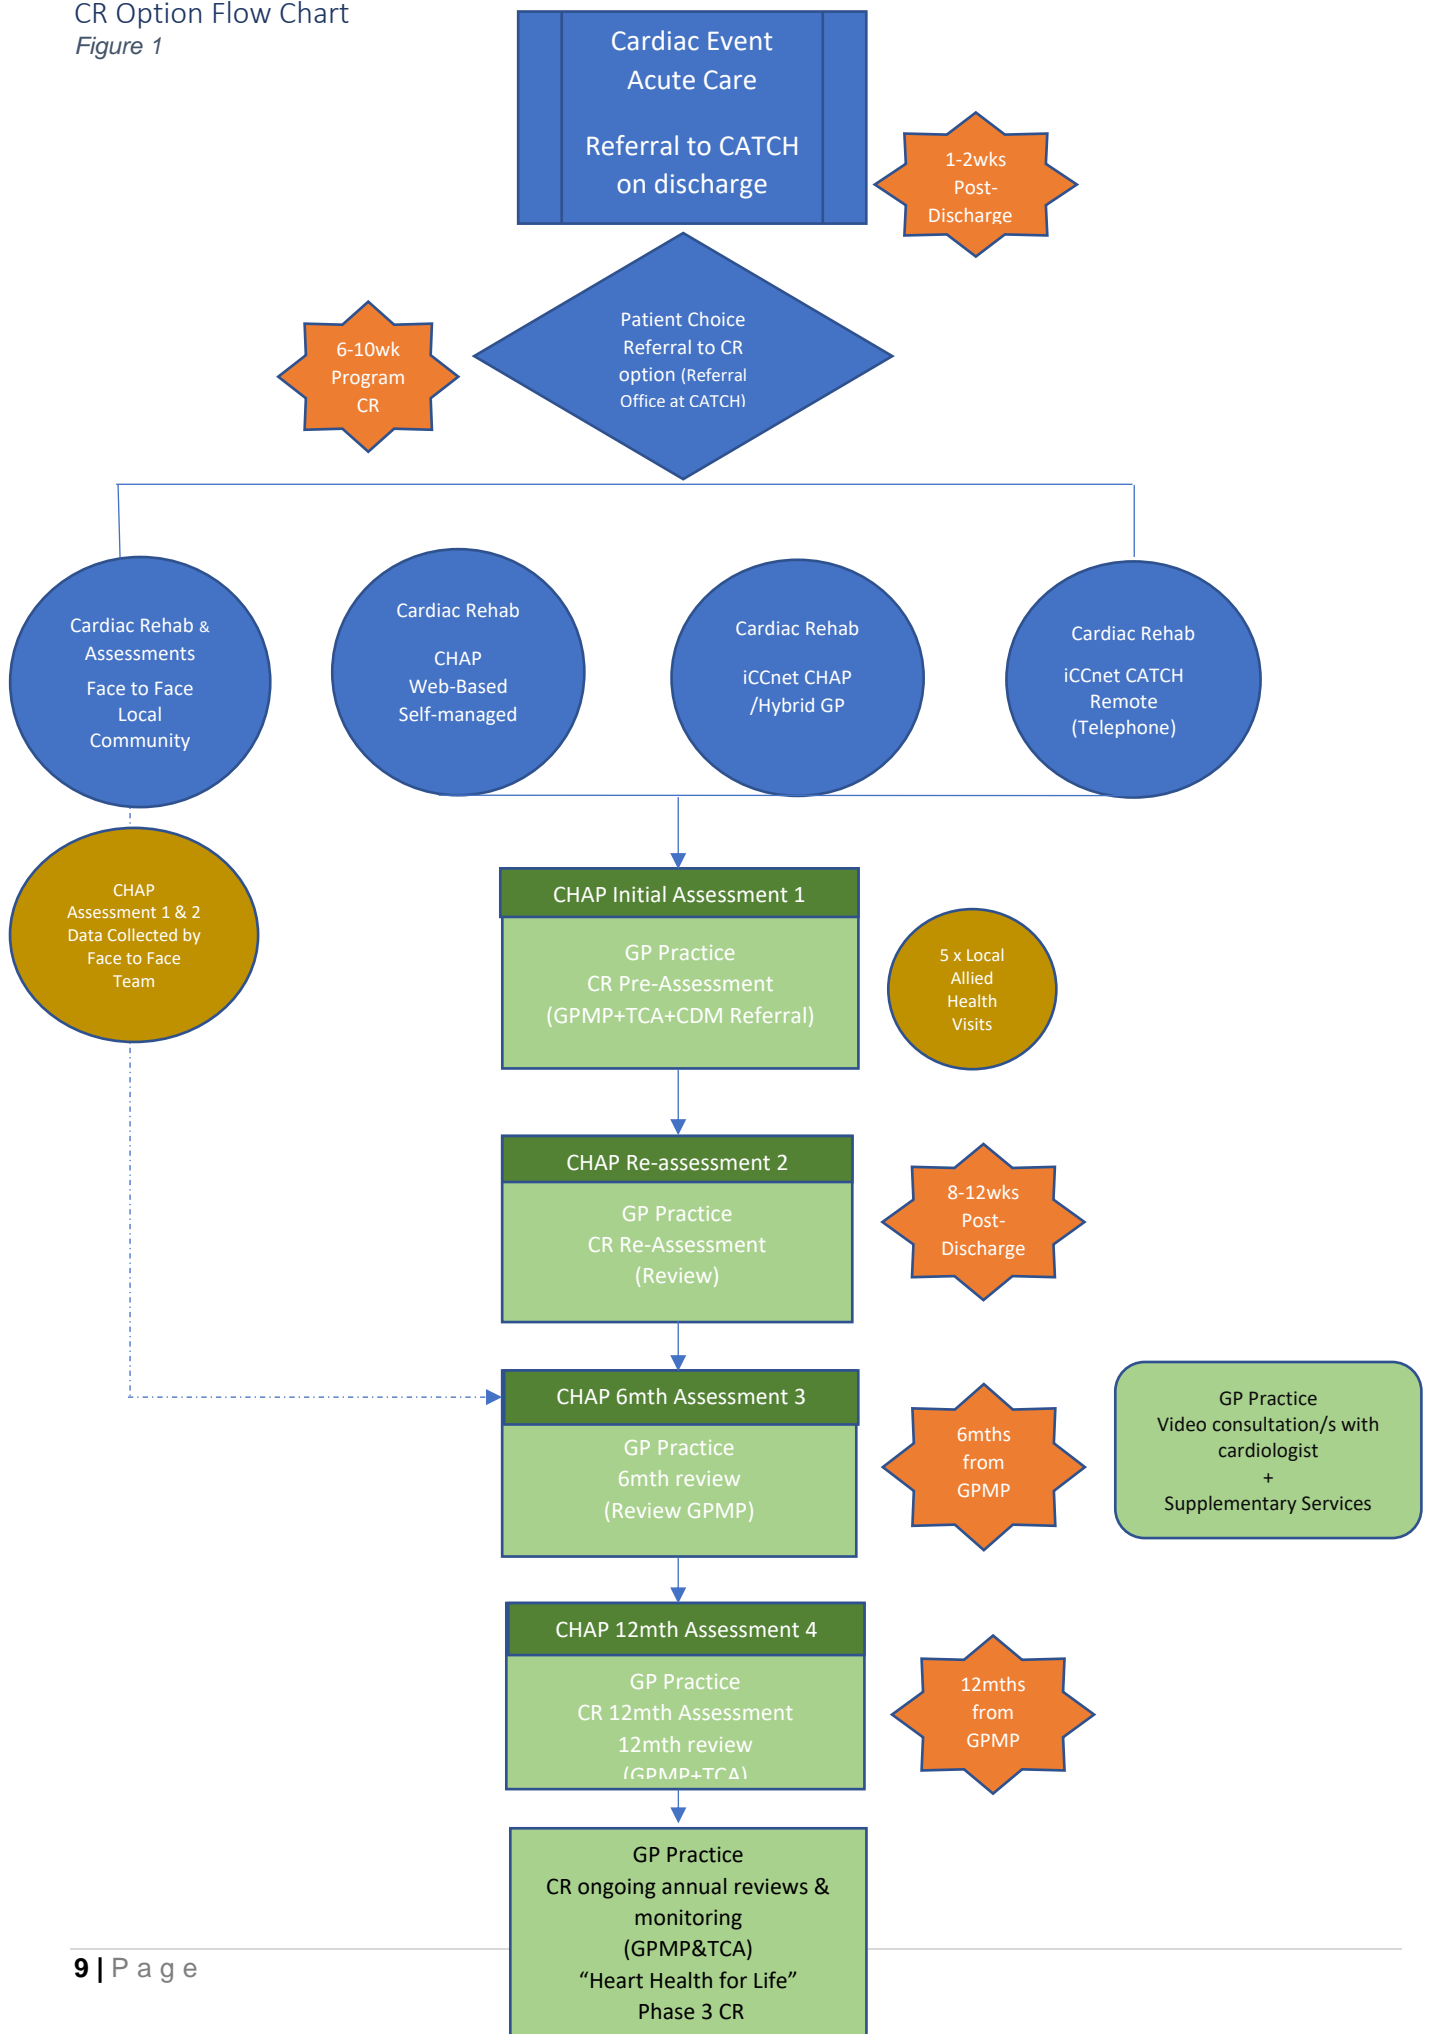 CR Option Flow Chart
Figure 1
Cardiac Event
Acute Care
Referral to CATCH
on discharge
1-2wks
Post-
Discharge
Patient Choice
Referral to CR
option (Referral
Office at CATCH)
6-10wk
Program
CR
Cardiac Rehab &
Assessments
Face to Face
Local
Community
Cardiac Rehab
CHAP
Web-Based
Self-managed
Cardiac Rehab
iCCnet CHAP
/Hybrid GP
Cardiac Rehab
iCCnet CATCH
Remote
(Telephone)
CHAP
Assessment 1 & 2
Data Collected by
Face to Face
Team
CHAP Initial Assessment 1
GP Practice
CR Pre-Assessment
(GPMP+TCA+CDM Referral)
5 x Local
Allied
Health
Visits
CHAP Re-assessment 2
GP Practice
CR Re-Assessment
(Review)
8-12wks
Post-
Discharge
CHAP 6mth Assessment 3
GP Practice
6mth review
(Review GPMP)
6mths
from
GPMP
GP Practice
Video consultation/s with
cardiologist
+
Supplementary Services
CHAP 12mth Assessment 4
GP Practice
CR 12mth Assessment
12mth review
(GPMP+TCA)
12mths
from
GPMP
GP Practice
CR ongoing annual reviews &
monitoring
(GPMP&TCA)
“Heart Health for Life”
Phase 3 CR
9 | P a g e